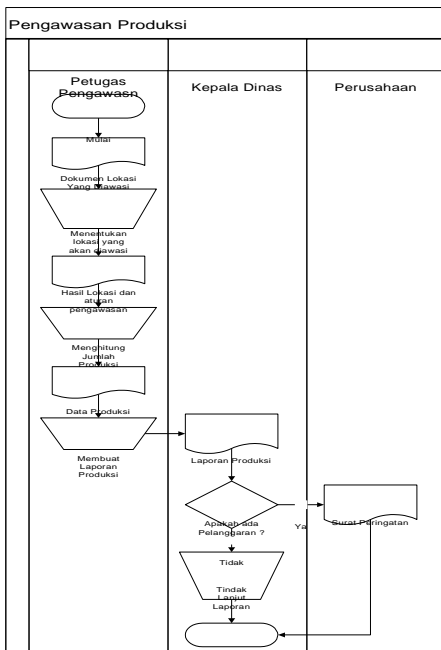 Pengawasan Produksi
Petugas
Pengawasn
Kepala Dinas
Perusahaan
Mulai
Dokumen Lokasi
Yang Diawasi
Menentukan
lokasi yang
akan diawasi
Hasil Lokasi dan
aturan
pengawasan
Menghitung
Jumlah
Produksi
Data Produksi
Membuat
Laporan
Produksi
Laporan Produksi
Apakah ada
Pelanggaran ?
Ya
Surat Peringatan
Tidak
Tindak
Lanjut
Laporan